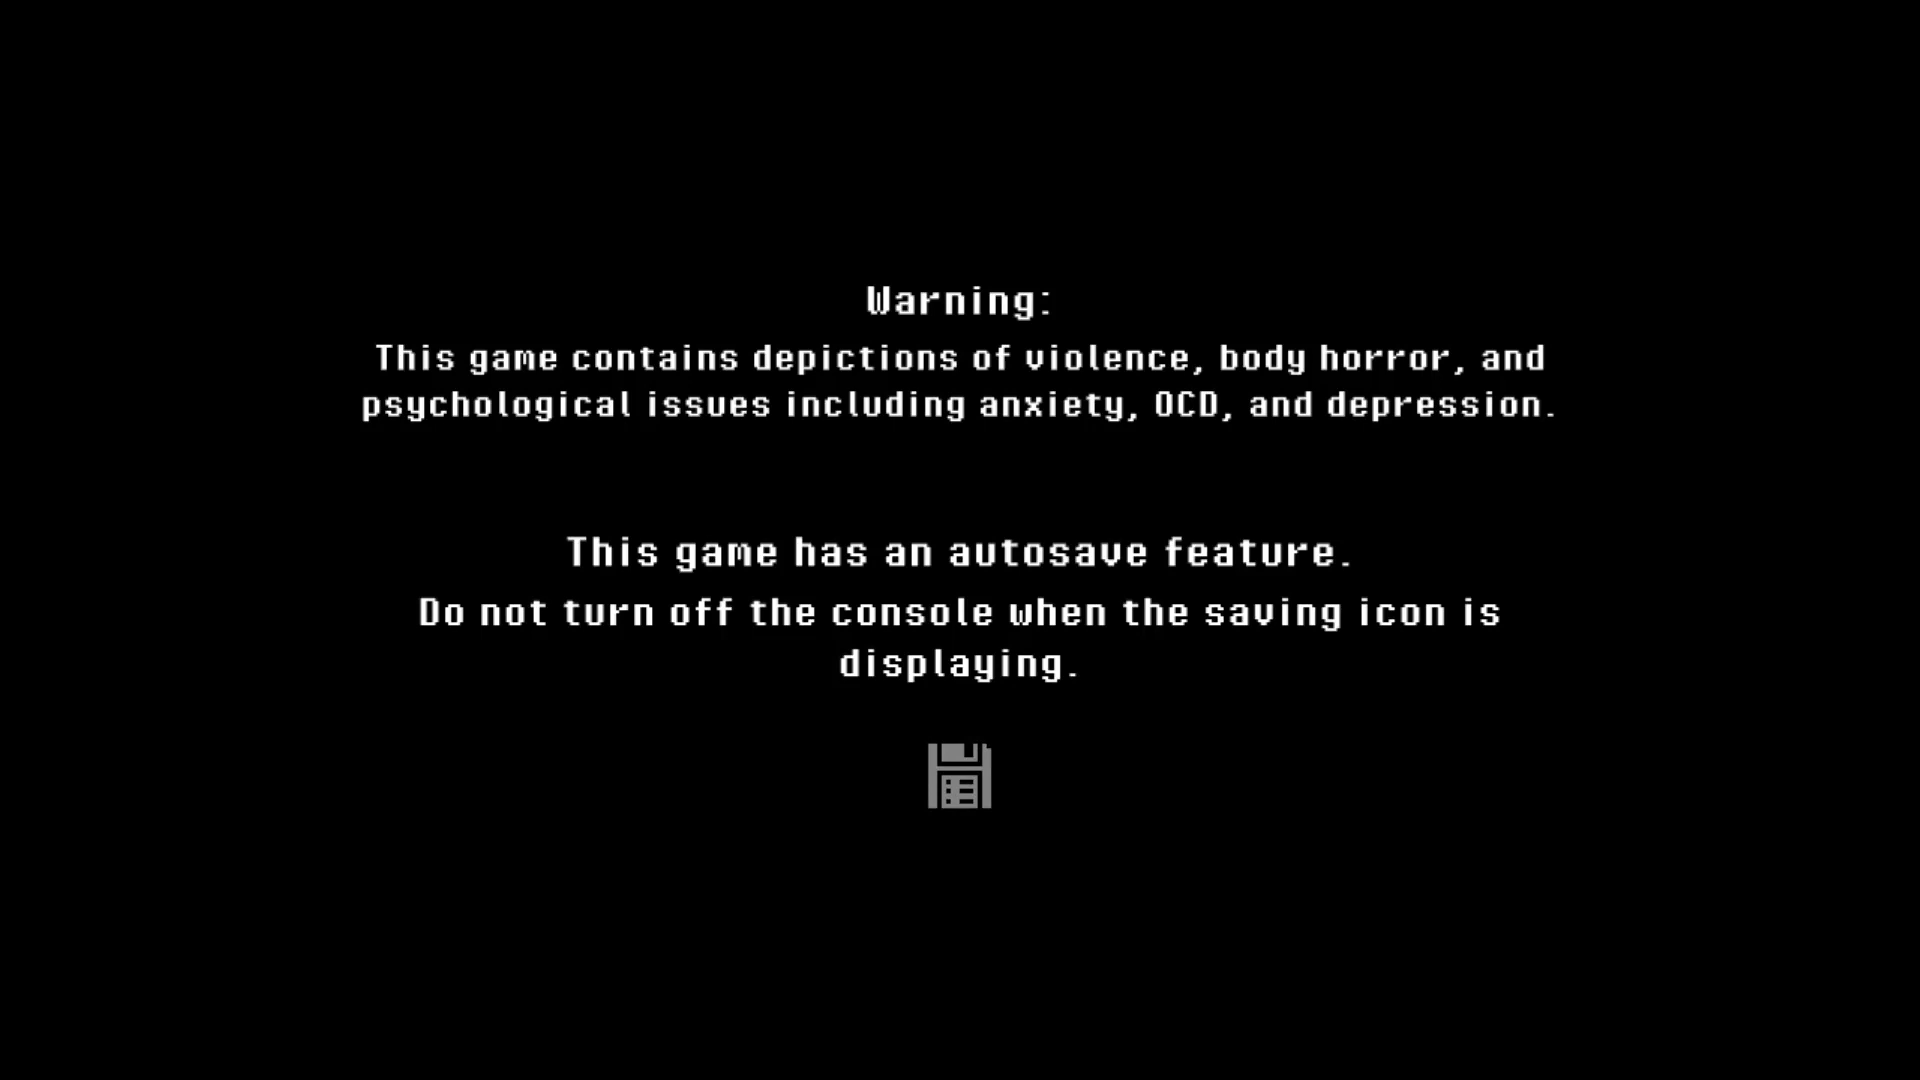 Warning:
This game contains depictions of violence, body horror, and
psychological issues including anxiety, OCD, and depression.
This game has an autosave feature.
Do not turn off the console when the saving icon is
displaying.